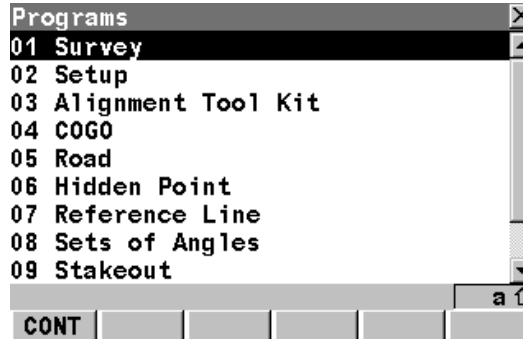 Programs
01 Survey
02 Setup
03 Alignment Tool Kit
04 COGO
05 Road
06 Hidden Point
07 Reference Line
08 Sets of Angles
09 Stakeout
a
CONT